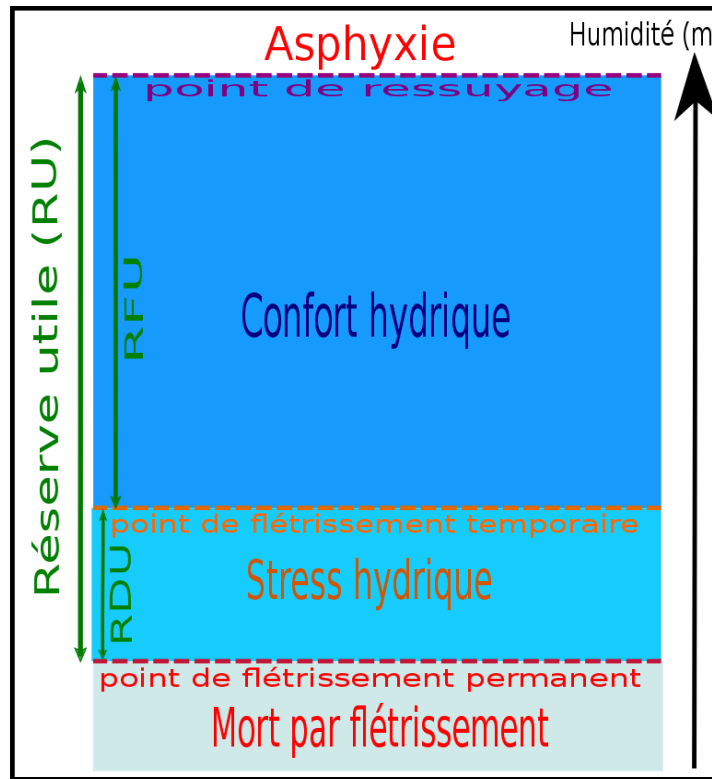 Asphyxie
Humidité (m
point de ressuyage
Réserve utile (RU)
RFU
Confort hydrique
point de flétrissement temporaire
RDU
Stress hydrique
point de flétrissement permanent
Mort par flétrissement